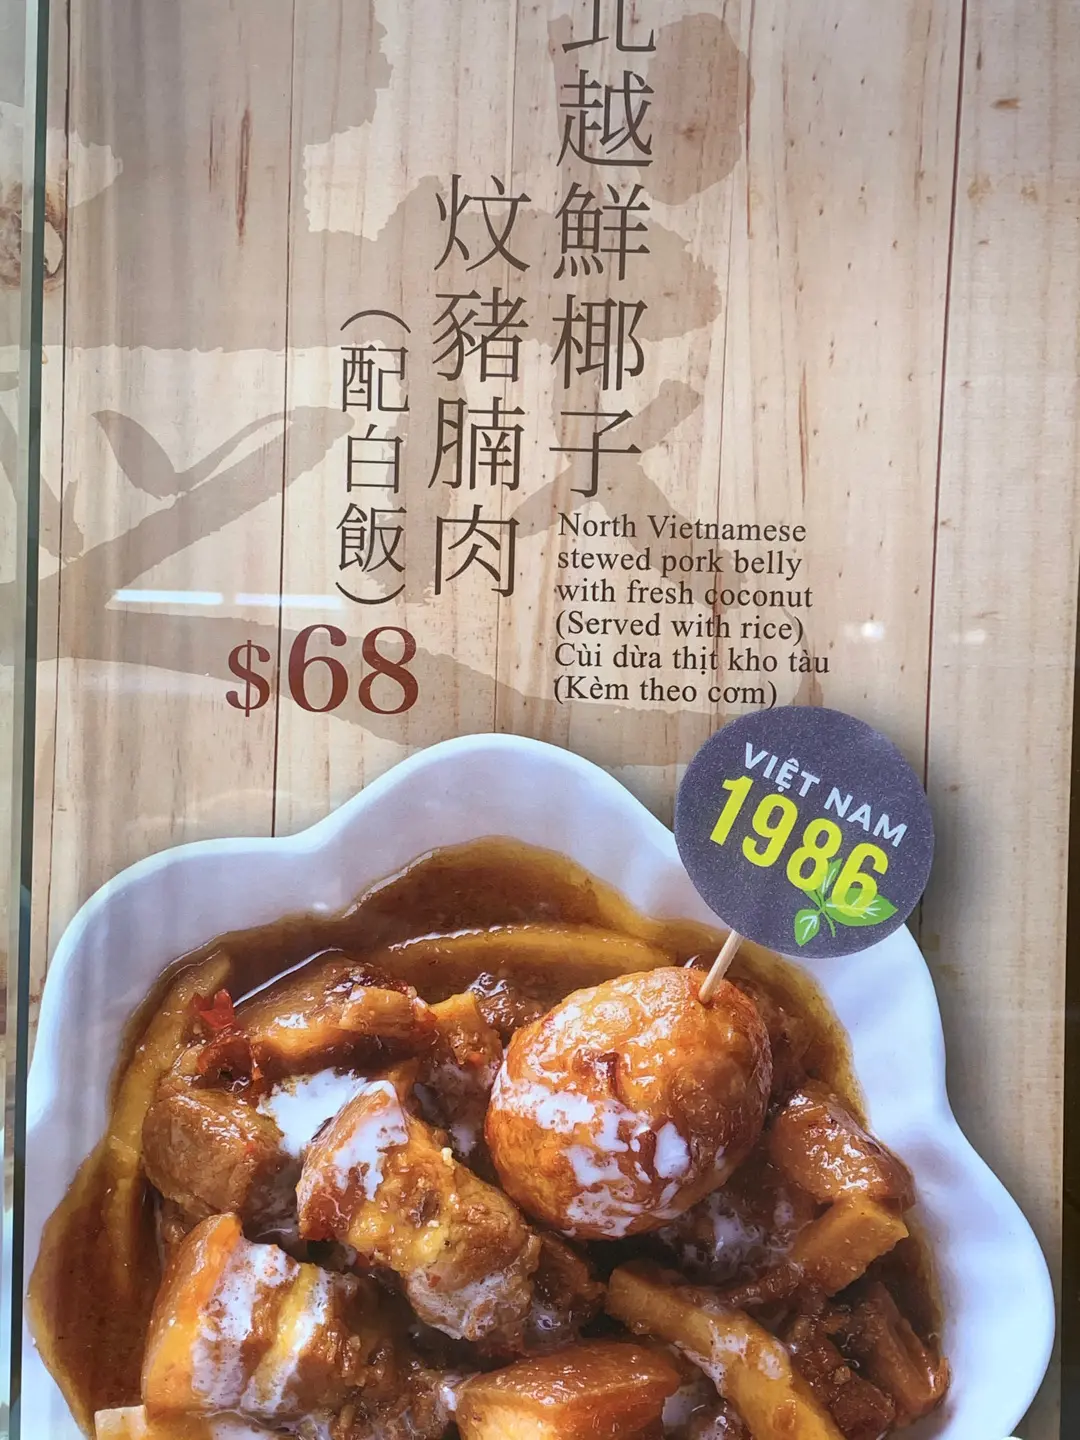 北越鮮椰子
炆豬腩肉
（配白飯）
$68
North Vietnamese
stewed pork belly
with fresh coconut
(Served with rice)
Cùi dừa thịt kho tàu
(Kèm theo cơm)
VIỆT NAM
1986